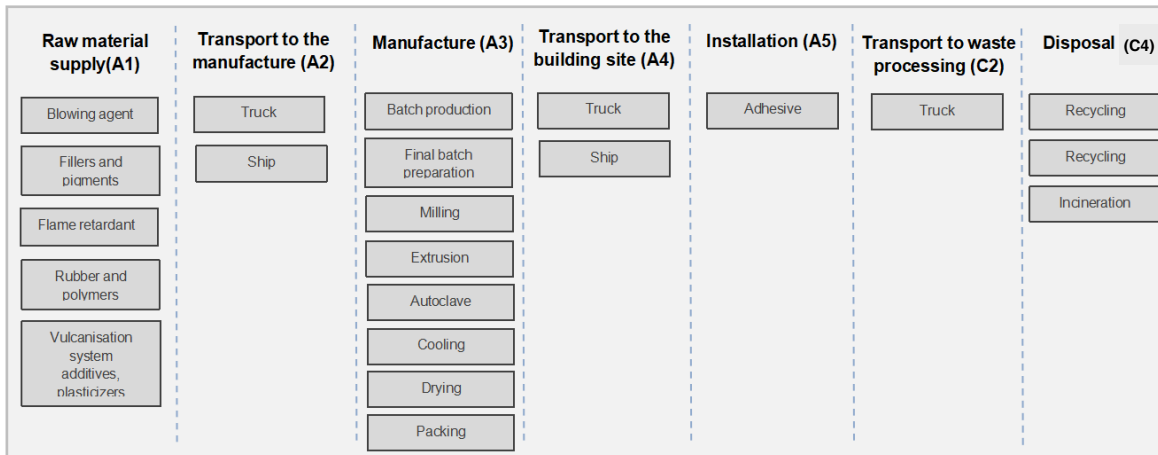 Raw material
supply(A1)
Blowing agent
Fillers and
pigments
Flame retardant
Rubber and
polymers
Vulcanisation
system
additives,
plasticizers
Transport to the
manufacture (A2)
Truck
Ship
Manufacture (A3)
Batch production
Final batch
preparation
Milling
Extrusion
Autoclave
Cooling
Drying
Packing
Transport to the
building site (A4)
Truck
Ship
Installation (A5)
Adhesive
Transport to waste
processing (C2)
Truck
Disposal (C4)
Recycling
Recycling
Incineration